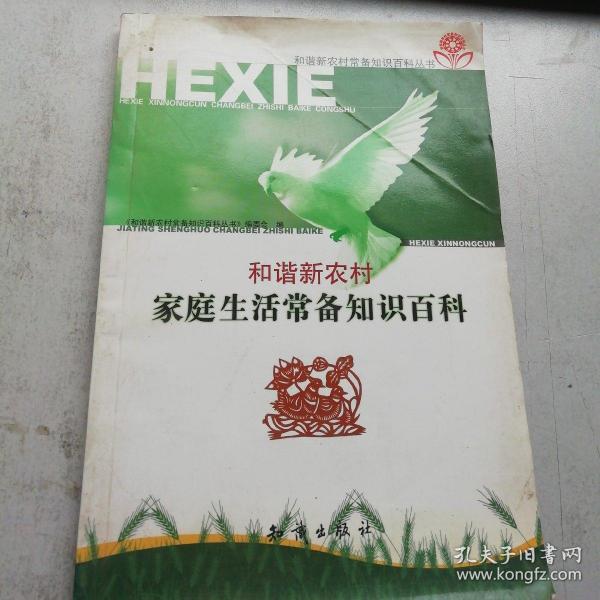 和谐新农村常备知识百科丛书
HEXIE
HEXIE XINNONGCUN CHANGBEI ZHISHI BAIKE CONGSHU
《和谐新农村常备知识百科丛书》编委会 编
JIATING SHENGHUO CHANGBEI ZHISHI BAIKE
HEXIE XINNONGCUN
和谐新农村
家庭生活常备知识百科
知识出版社
孔夫子旧书网
www.kongfz.com